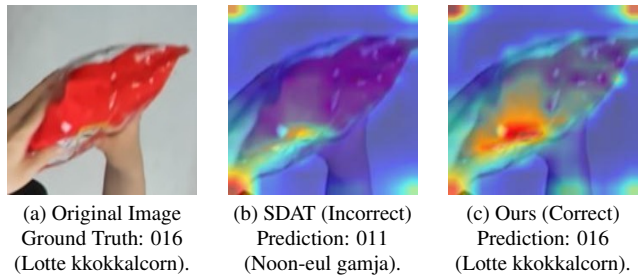 (a) Original Image
Ground Truth: 016
(Lotte kkokkalcorn).
(b) SDAT (Incorrect)
Prediction: 011
(Noon-eul gamja).
(c) Ours (Correct)
Prediction: 016
(Lotte kkokkalcorn).